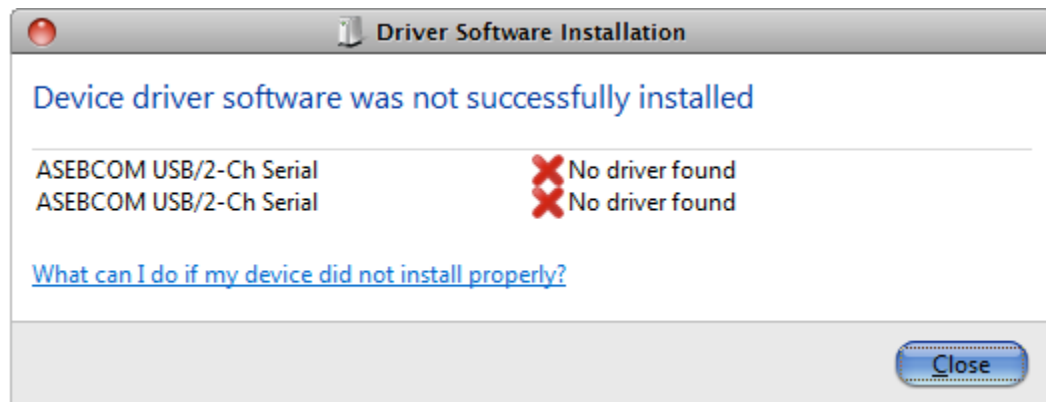 Driver Software Installation
Device driver software was not successfully installed
ASEBCOM USB/2-Ch Serial No driver found
ASEBCOM USB/2-Ch Serial No driver found
What can I do if my device did not install properly?
Close